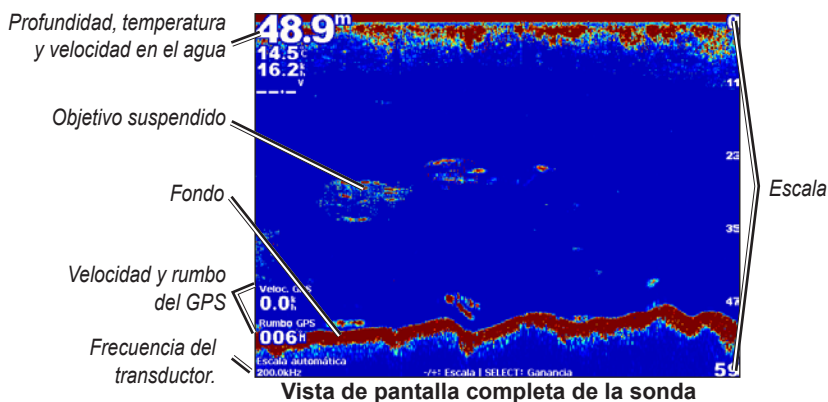 Profundidad, temperatura
y velocidad en el agua
Objetivo suspendido
Fondo
Velocidad y rumbo
del GPS
Frecuencia del
transductor.
48.9 m
14.5
16.2
Veloc. GPS
0.0
Rumbo GPS
006
Escala automática
200.0kHz
-/+: Escala | SELECT: Ganancia
0
11
23
35
47
59
Escala
Vista de pantalla completa de la sonda